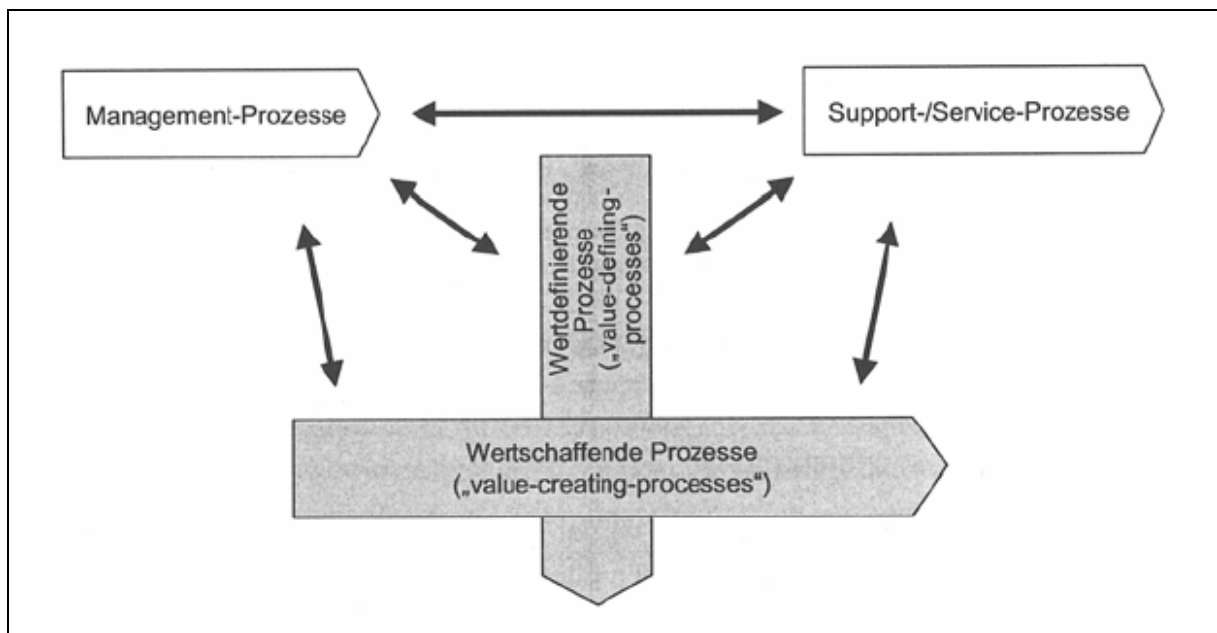 Management-Prozesse
Support-/Service-Prozesse
Wertdefinierende
Prozesse
(„value-defining-
processes“)
Wertschaffende Prozesse
(„value-creating-processes“)